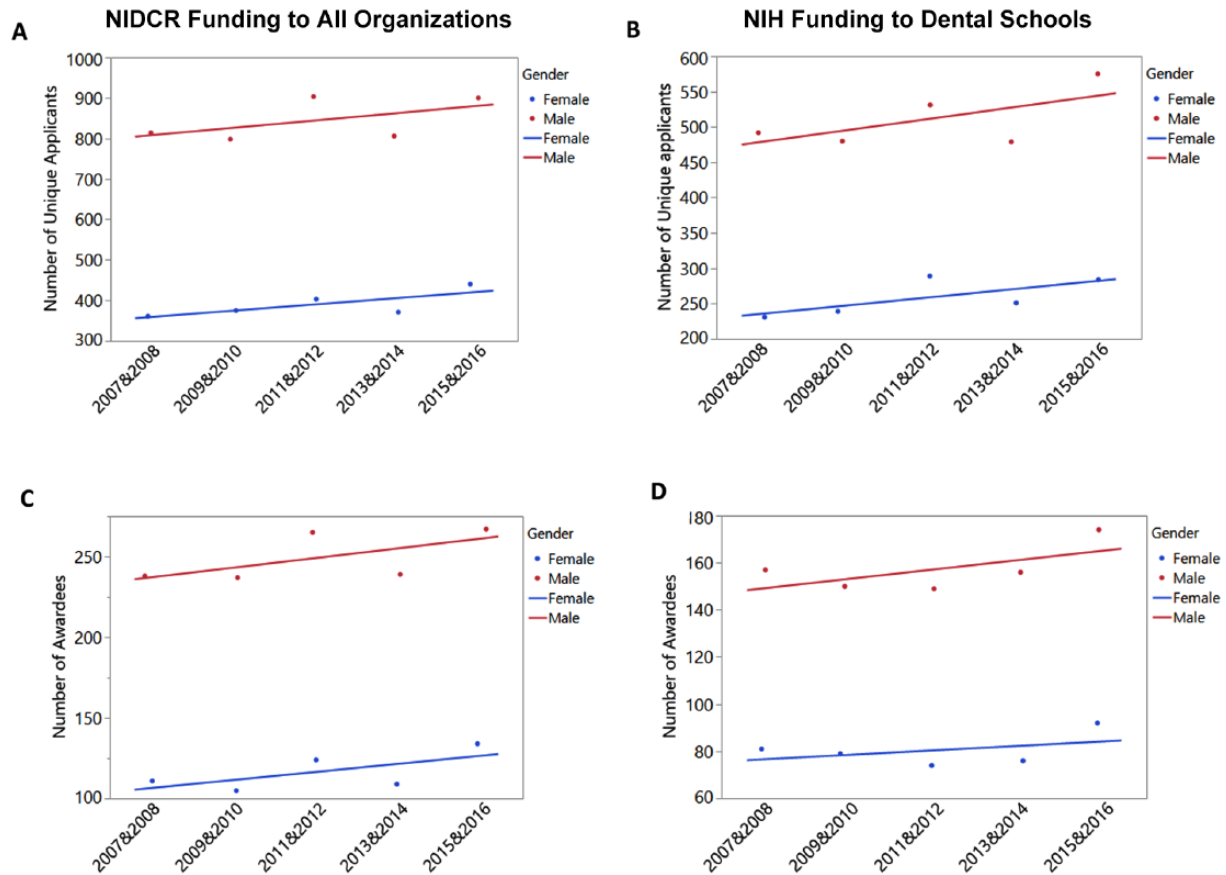 NIDCR Funding to All Organizations
NIH Funding to Dental Schools
A
Number of Unique Applicants
1000
900
800
700
600
500
400
300
2007&2008
2009&2010
2011&2012
2013&2014
2015&2016
Gender
Female
Male
Female
Male
B
Number of Unique applicants
600
550
500
450
400
350
300
250
200
2007&2008
2009&2010
2011&2012
2013&2014
2015&2016
Gender
Female
Male
Female
Male
C
Number of Awardees
250
200
150
100
2007&2008
2009&2010
2011&2012
2013&2014
2015&2016
Gender
Female
Male
Female
Male
D
Number of Awardees
180
160
140
120
100
80
60
2007&2008
2009&2010
2011&2012
2013&2014
2015&2016
Gender
Female
Male
Female
Male